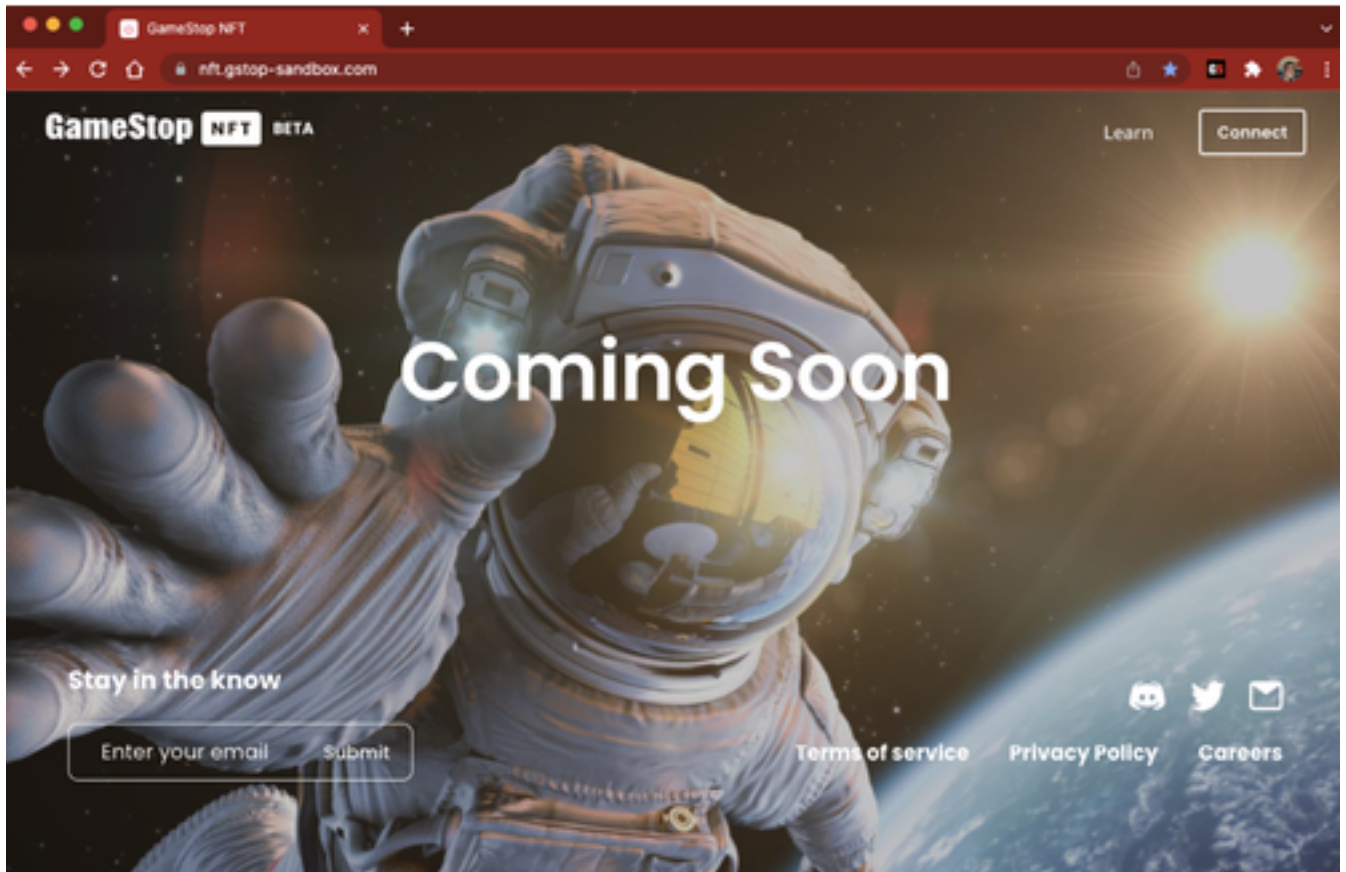 GameStop NFT
nft.gstop-sandbox.com
GameStop NFT BETA
Learn
Connect
Coming Soon
Stay in the know
Enter your email
Submit
Terms of service
Privacy Policy
Careers